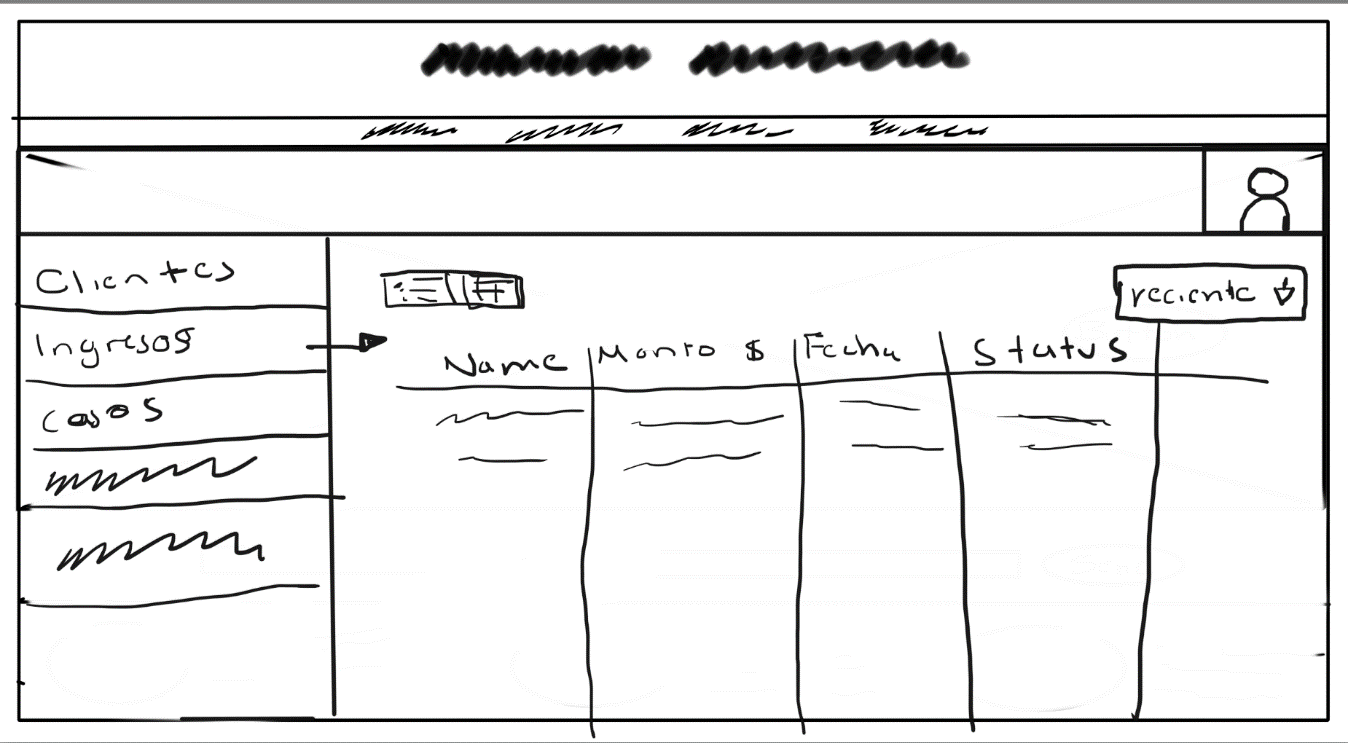 Clientes
Ingresos
Casos
reciente
Name Monto $ Fecha Status